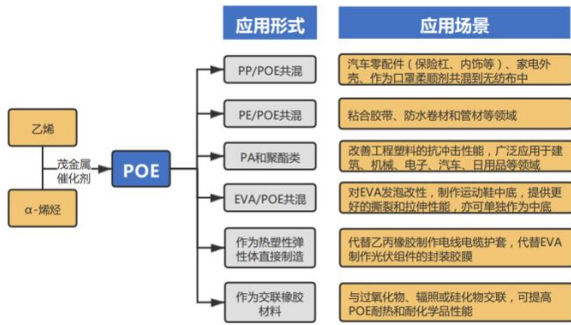 应用形式
应用场景
乙烯
α-烯烃
茂金属
催化剂
POE
PP/POE共混
汽车零配件（保险杠、内饰等）、家电外
壳、作为口罩柔顺剂共混到无纺布中
PE/POE共混
粘合胶带、防水卷材和管材等领域
PA和聚酯类
改善工程塑料的抗冲击性能，广泛应用于建
筑、机械、电子、汽车、日用品等领域
EVA/POE共混
对EVA发泡改性，制作运动鞋中底，提供更
好的撕裂和拉伸性能，亦可单独作为中底
作为热塑性弹
性体直接制造
代替乙丙橡胶制作电线电缆护套，代替EVA
制作光伏组件的封装胶膜
作为交联橡胶
材料
与过氧化物、辐照或硅化物交联，可提高
POE耐热和耐化学品性能